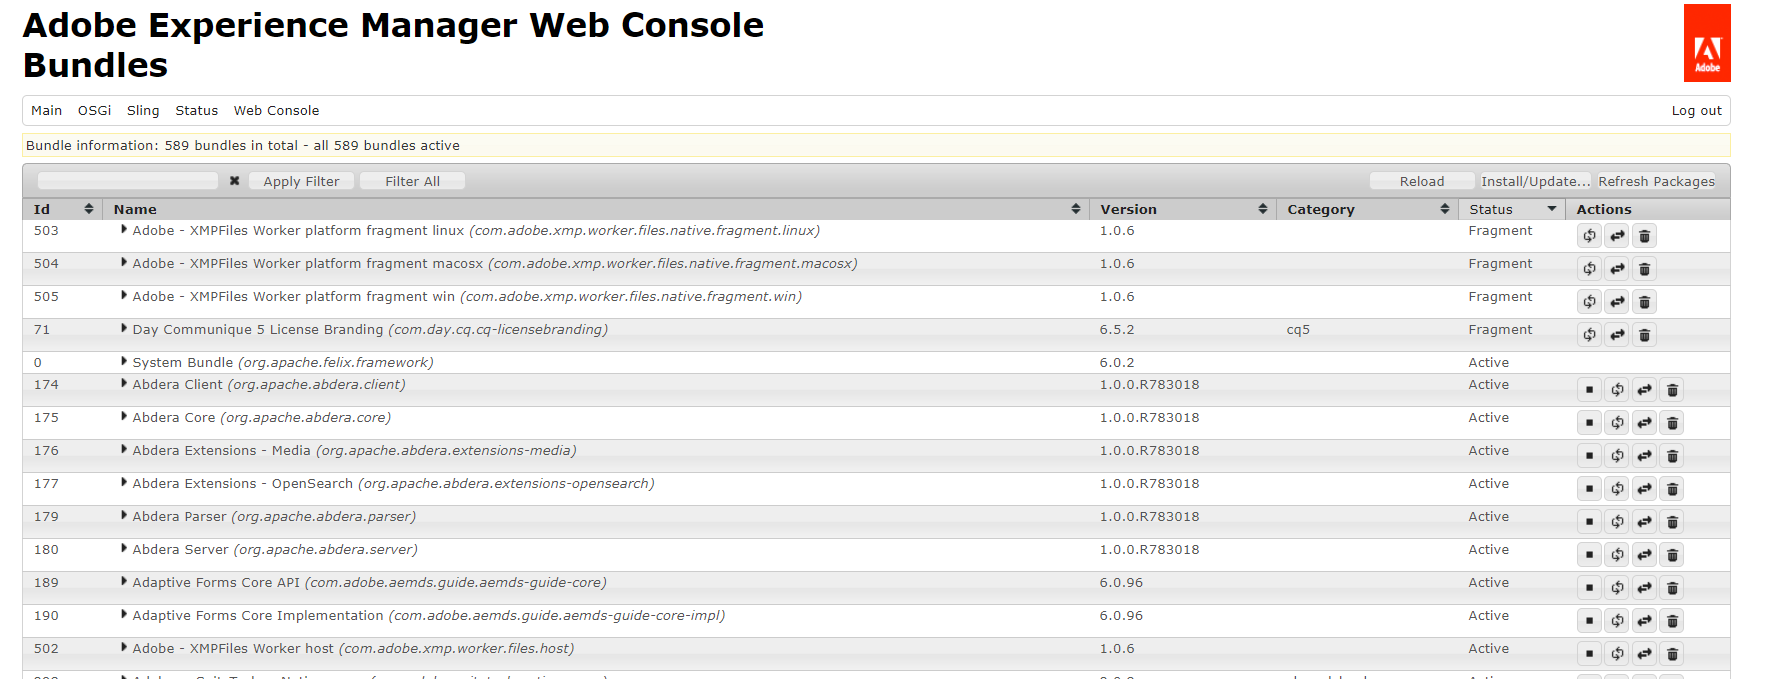 Adobe Experience Manager Web Console
Bundles
Adobe
Main OSGi Sling Status Web Console Log out
Bundle information: 589 bundles in total - all 589 bundles active
Apply Filter Filter All Reload Install/Update... Refresh Packages
Id Name Version Category Status Actions
503 Adobe - XMPFiles Worker platform fragment linux (com.adobe.xmp.worker.files.native.fragment.linux) 1.0.6 Fragment
504 Adobe - XMPFiles Worker platform fragment macosx (com.adobe.xmp.worker.files.native.fragment.macosx) 1.0.6 Fragment
505 Adobe - XMPFiles Worker platform fragment win (com.adobe.xmp.worker.files.native.fragment.win) 1.0.6 Fragment
71 Day Communique 5 License Branding (com.day.cq.cq-licensebranding) 6.5.2 cq5 Fragment
0 System Bundle (org.apache.felix.framework) 6.0.2 Active
174 Abdera Client (org.apache.abdera.client) 1.0.0.R783018 Active
175 Abdera Core (org.apache.abdera.core) 1.0.0.R783018 Active
176 Abdera Extensions - Media (org.apache.abdera.extensions-media) 1.0.0.R783018 Active
177 Abdera Extensions - OpenSearch (org.apache.abdera.extensions-opensearch) 1.0.0.R783018 Active
179 Abdera Parser (org.apache.abdera.parser) 1.0.0.R783018 Active
180 Abdera Server (org.apache.abdera.server) 1.0.0.R783018 Active
189 Adaptive Forms Core API (com.adobe.aemds.guide.aemds-guide-core) 6.0.96 Active
190 Adaptive Forms Core Implementation (com.adobe.aemds.guide.aemds-guide-core-impl) 6.0.96 Active
502 Adobe - XMPFiles Worker host (com.adobe.xmp.worker.files.host) 1.0.6 Active